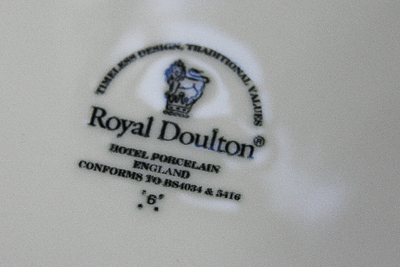 TIMELESS DESIGN, TRADITIONAL VALUES
Royal Doulton®
HOTEL PORCELAIN
ENGLAND
CONFORMS TO BS4034 & 5416
6